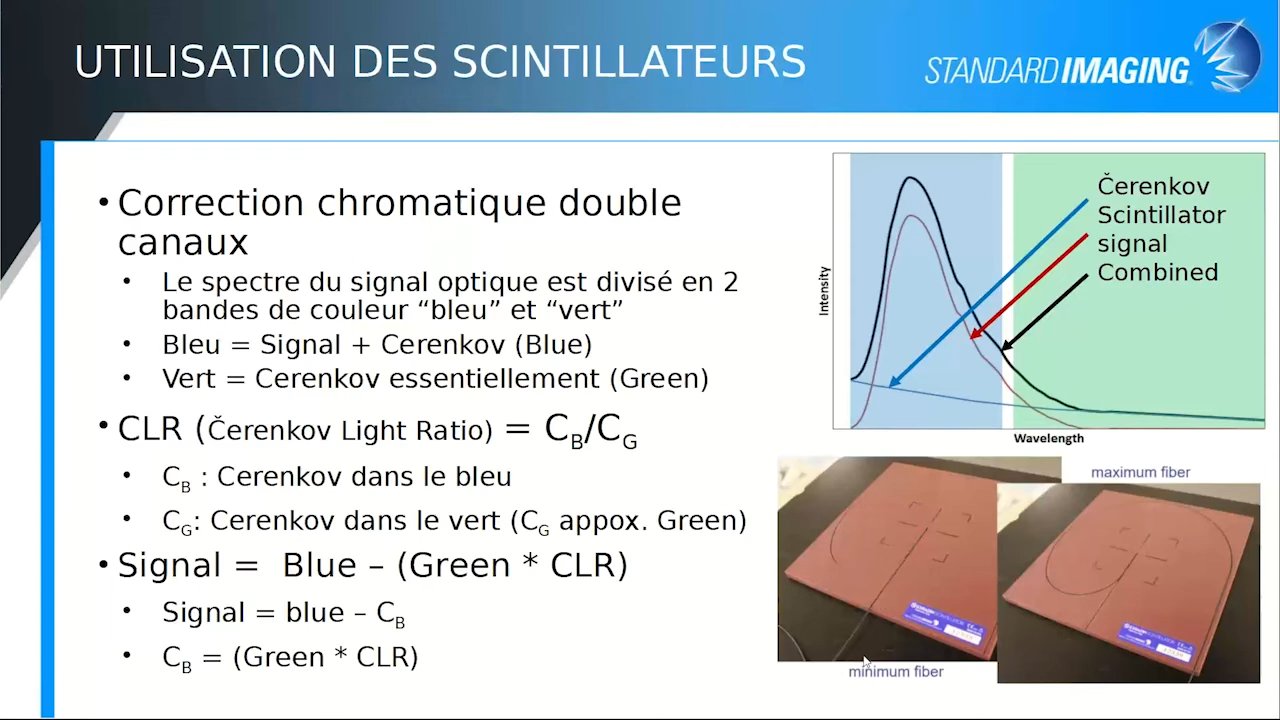 UTILISATION DES SCINTILLATEURS
STANDARD IMAGING
• Correction chromatique double
canaux
• Le spectre du signal optique est divisé en 2
bandes de couleur “bleu” et “vert”
• Bleu = Signal + Cerenkov (Blue)
• Vert = Cerenkov essentiellement (Green)
• CLR (Čerenkov Light Ratio) = CB/CG
• CB : Cerenkov dans le bleu
• CG: Cerenkov dans le vert (CG appox. Green)
• Signal = Blue – (Green * CLR)
• Signal = blue – CB
• CB = (Green * CLR)
Čerenkov
Scintillator
signal
Combined
Intensity
Wavelength
maximum fiber
minimum fiber